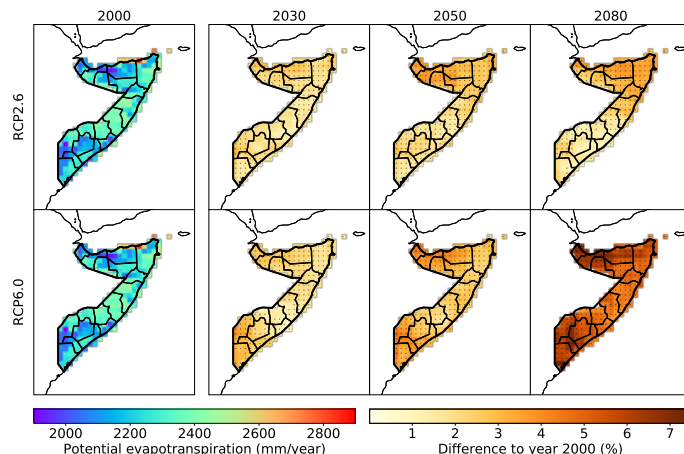 2000 2030 2050 2080
RCP2.6
RCP6.0
2000 2200 2400 2600 2800
Potential evapotranspiration (mm/year)
1 2 3 4 5 6 7
Difference to year 2000 (%)